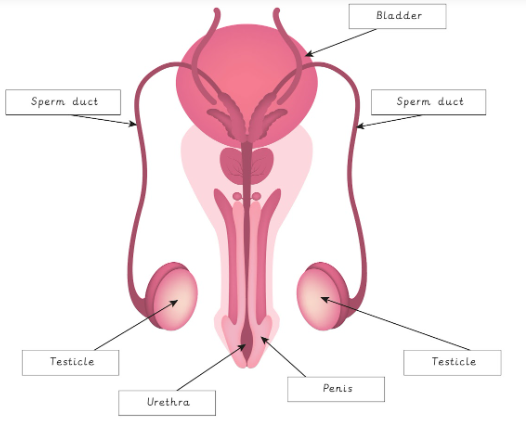 Bladder
Sperm duct
Sperm duct
Testicle
Testicle
Penis
Urethra